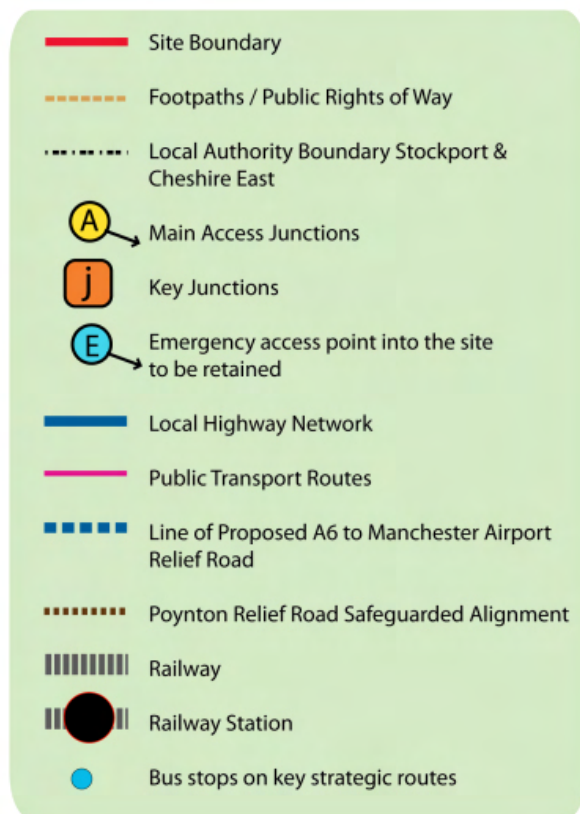 Site Boundary
Footpaths / Public Rights of Way
Local Authority Boundary Stockport &
Cheshire East
A
Main Access Junctions
j
Key Junctions
E
Emergency access point into the site
to be retained
Local Highway Network
Public Transport Routes
Line of Proposed A6 to Manchester Airport
Relief Road
Poynton Relief Road Safeguarded Alignment
Railway
Railway Station
Bus stops on key strategic routes